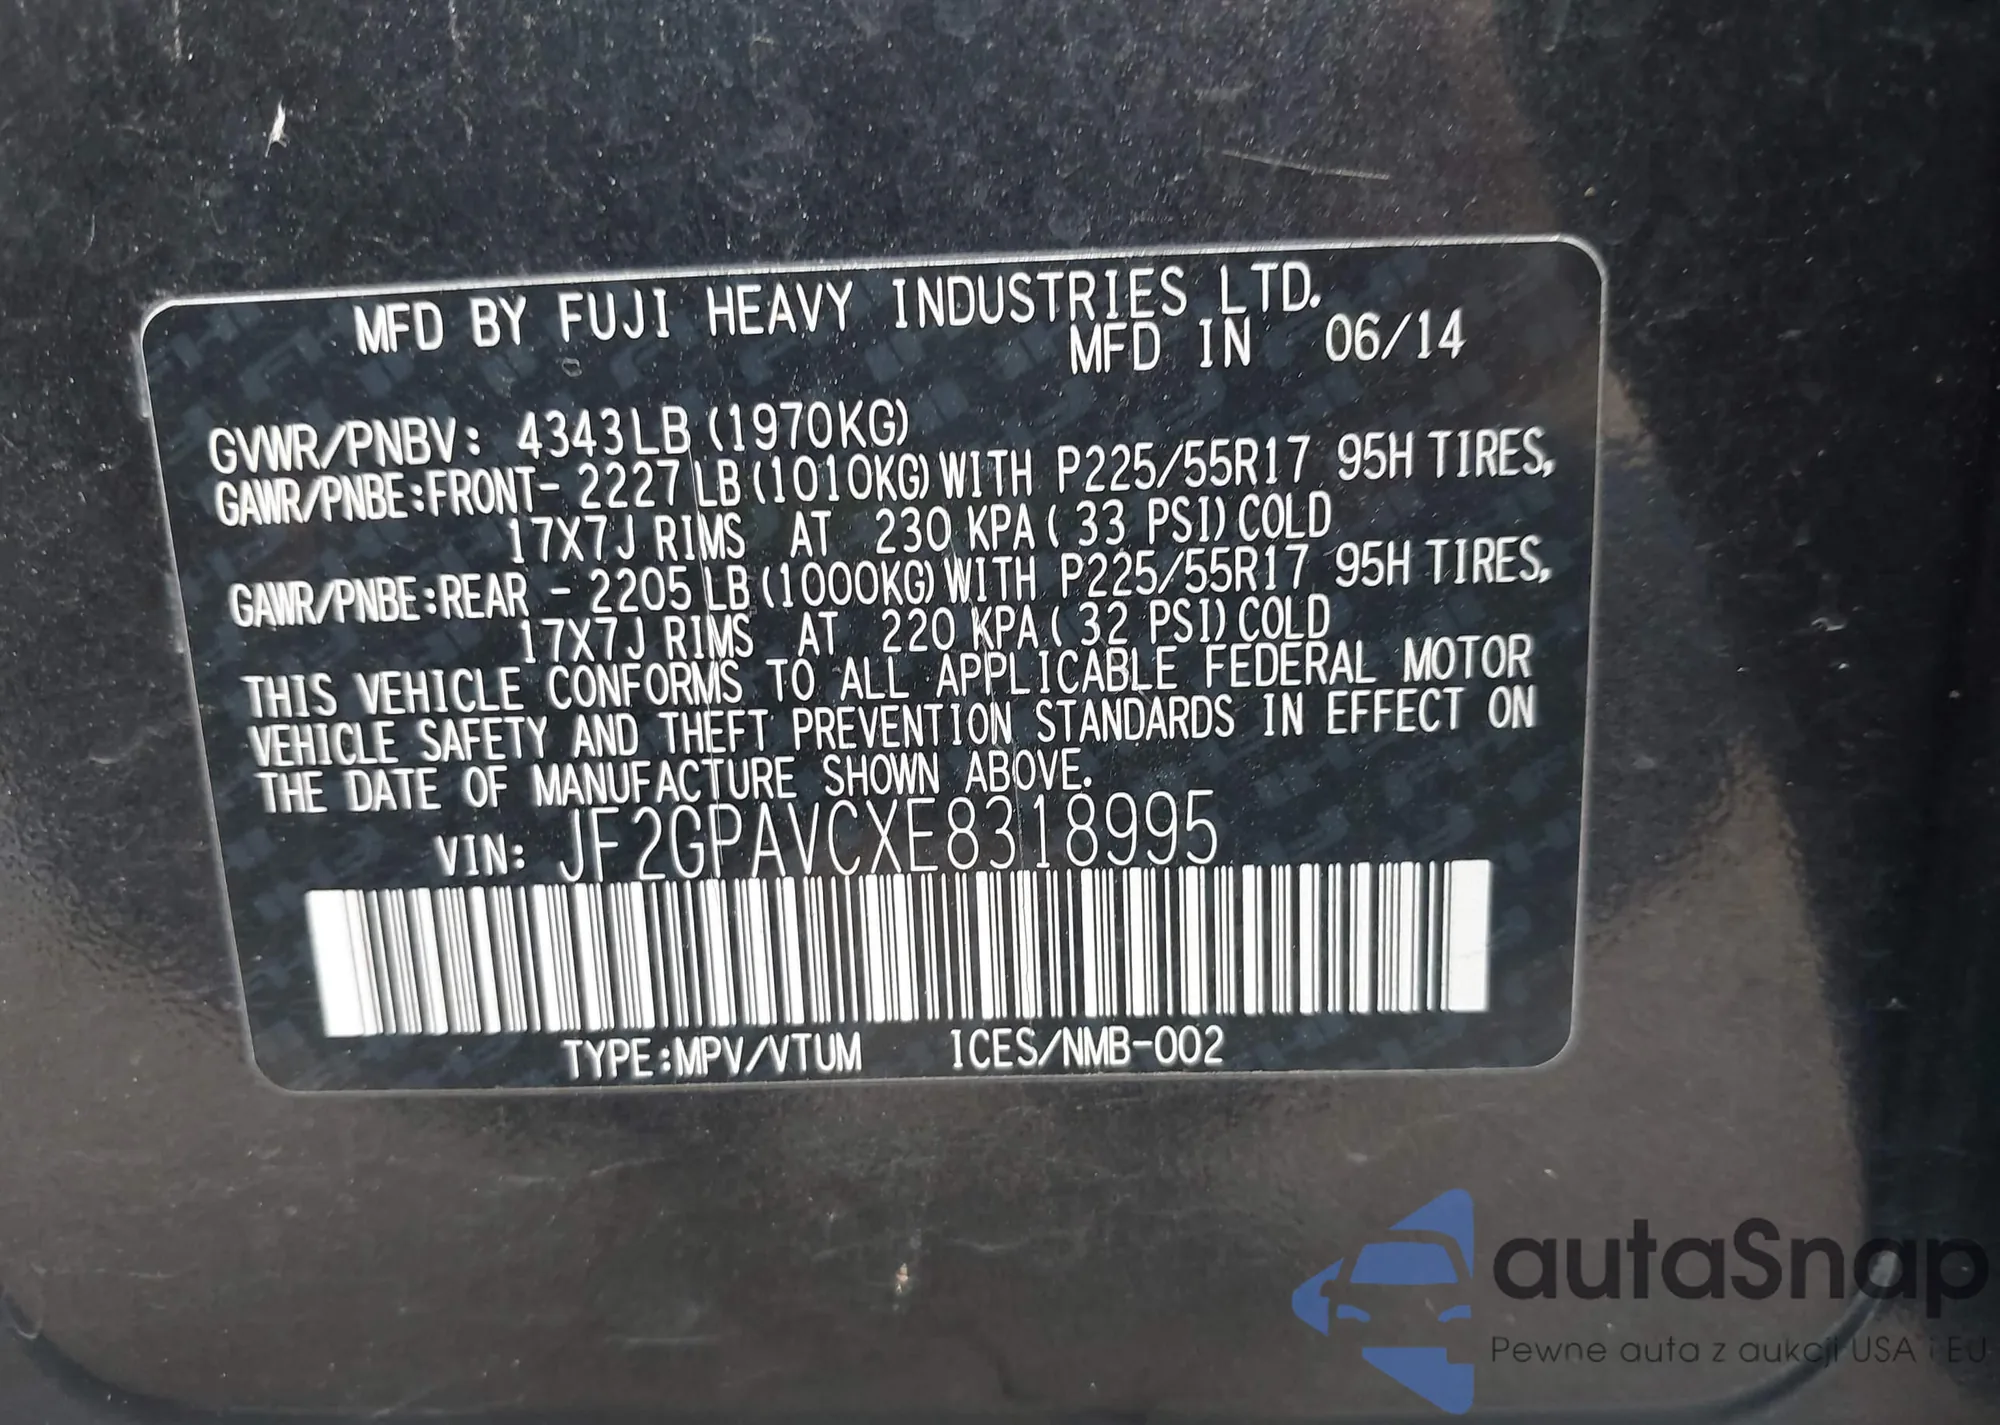 MFD BY FUJI HEAVY INDUSTRIES LTD.
MFD IN 06/14
GVWR/PNBV: 4343LB (1970KG)
GAWR/PNBE:FRONT- 2227 LB (1010KG) WITH P225/55R17 95H TIRES,
17X7J RIMS AT 230 KPA ( 33 PSI) COLD
GAWR/PNBE:REAR - 2205 LB (1000KG) WITH P225/55R17 95H TIRES,
17X7J RIMS AT 220 KPA ( 32 PSI) COLD
THIS VEHICLE CONFORMS TO ALL APPLICABLE FEDERAL MOTOR
VEHICLE SAFETY AND THEFT PREVENTION STANDARDS IN EFFECT ON
THE DATE OF MANUFACTURE SHOWN ABOVE.
VIN: JF2GPAVCXE8318995
TYPE:MPV/VTUM ICES/NMB-002
autaSnap
Pewne auta z aukcji USA i EU